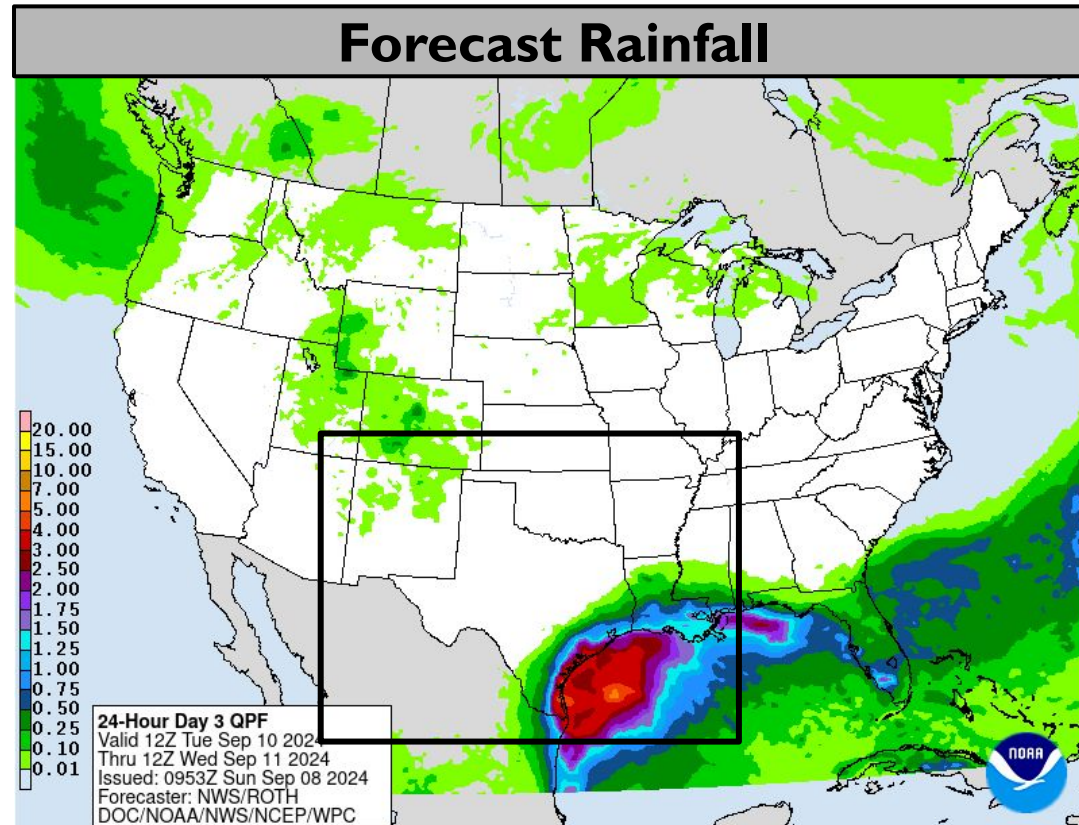 Forecast Rainfall
20.00
15.00
10.00
7.00
5.00
4.00
3.00
2.50
2.00
1.75
1.50
1.25
1.00
0.75
0.50
0.25
0.10
0.01
24-Hour Day 3 QPF
Valid 12Z Tue Sep 10 2024
Thru 12Z Wed Sep 11 2024
Issued: 0953Z Sun Sep 08 2024
Forecaster: NWS/ROTH
DOC/NOAA/NWS/NCEP/WPC
NOAA